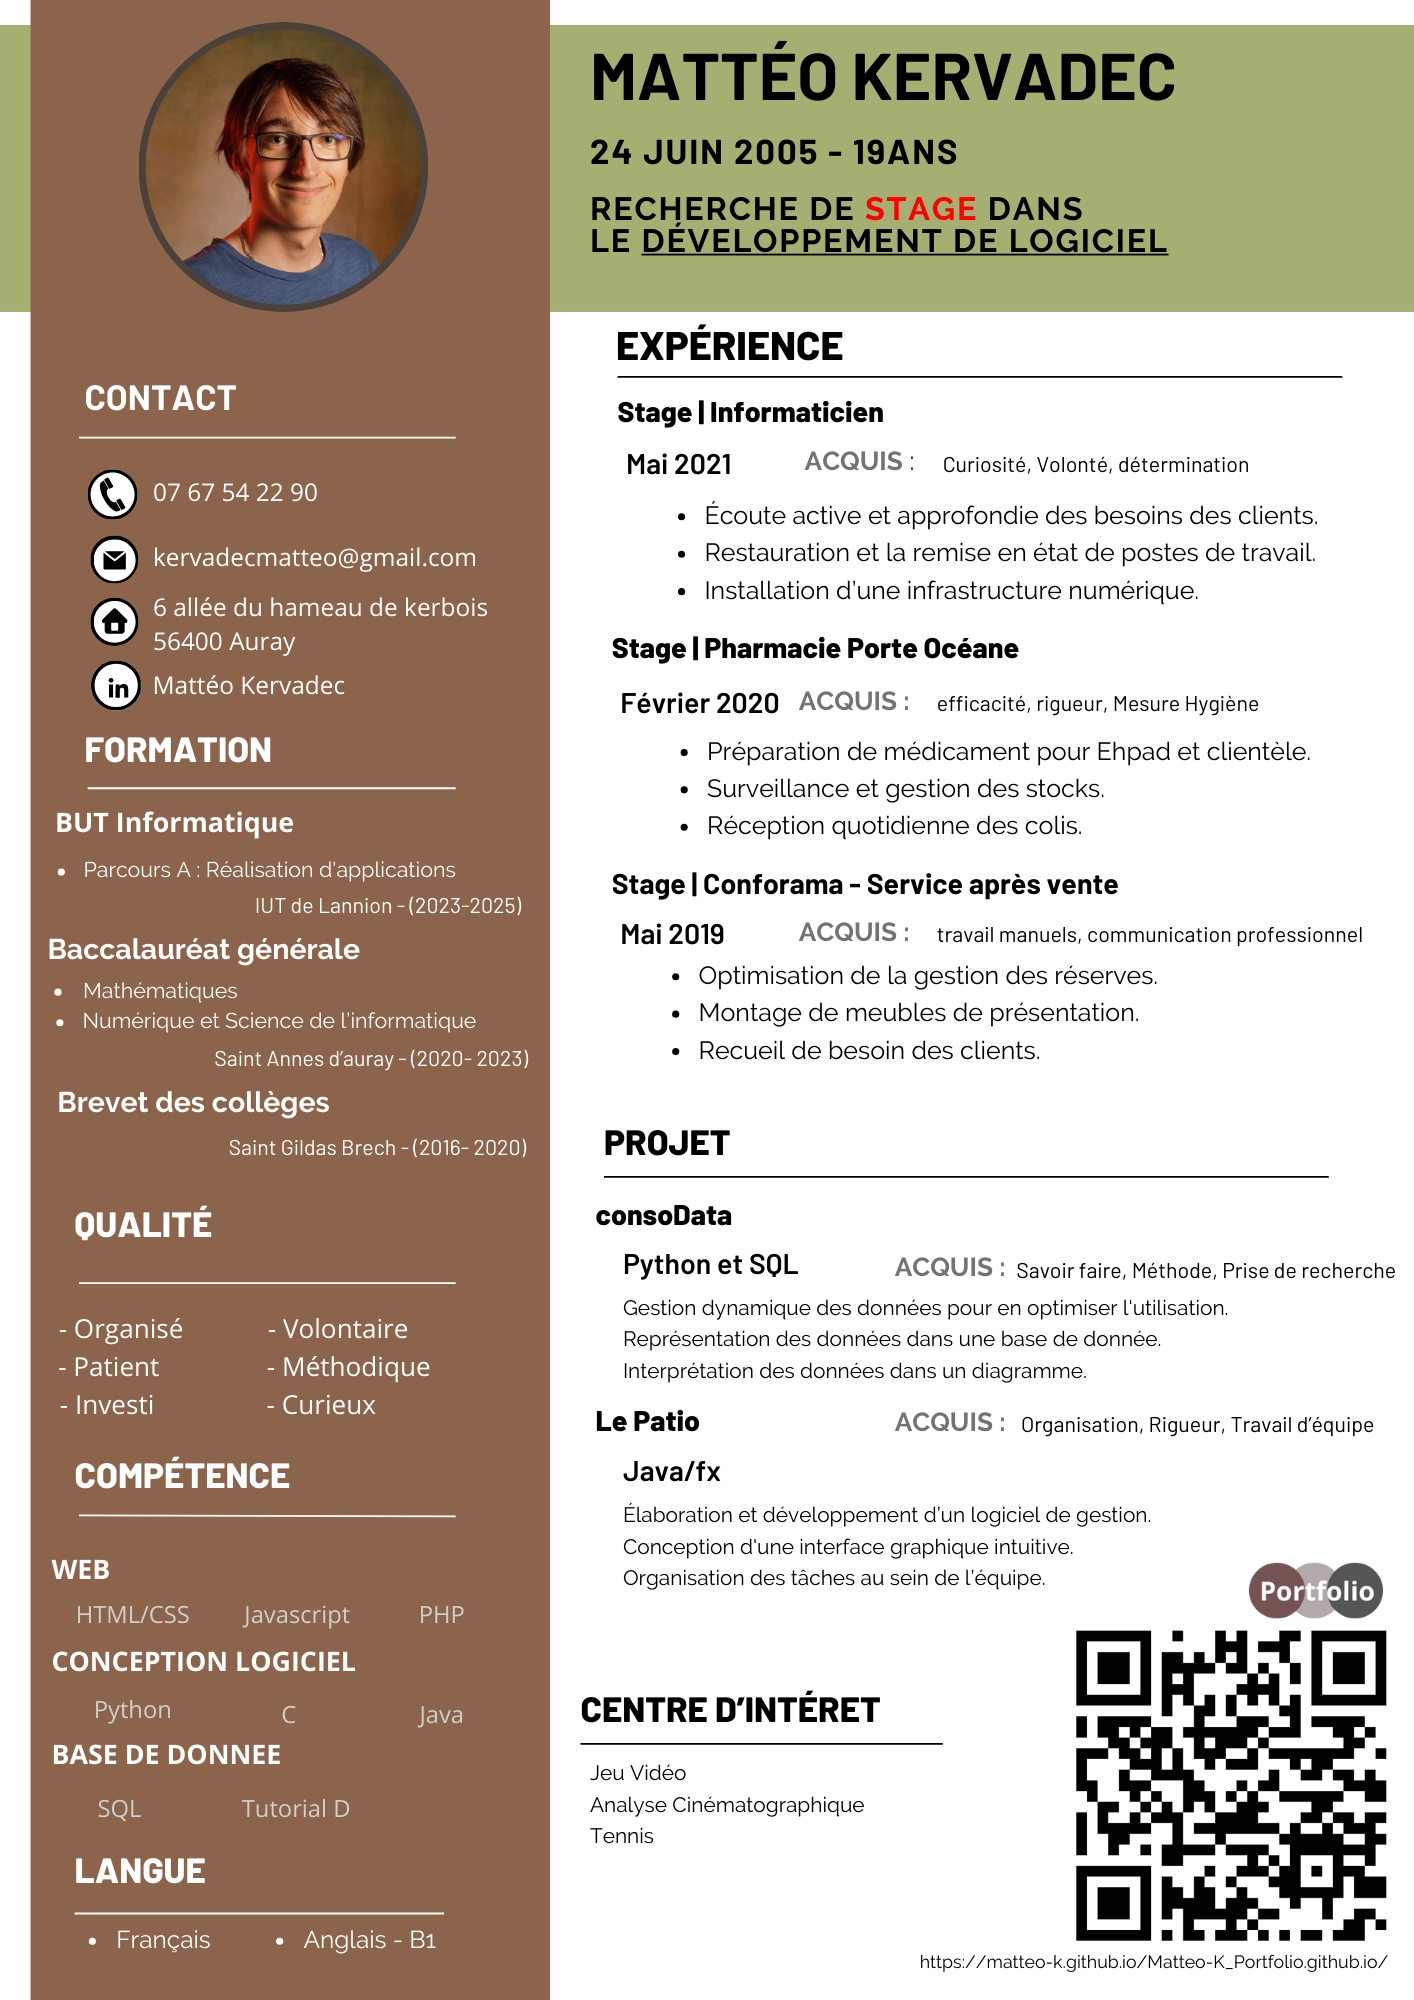 MATTÉO KERVADEC
24 JUIN 2005 - 19ANS
RECHERCHE DE STAGE DANS
LE DÉVELOPPEMENT DE LOGICIEL
CONTACT
07 67 54 22 90
kervadecmatteo@gmail.com
6 allée du hameau de kerbois
56400 Auray
in
Mattéo Kervadec
FORMATION
BUT Informatique
• Parcours A : Réalisation d'applications
IUT de Lannion - (2023-2025)
Baccalauréat générale
• Mathématiques
• Numérique et Science de l'informatique
Saint Annes d'auray - (2020- 2023)
Brevet des collèges
Saint Gildas Brech - (2016- 2020)
QUALITÉ
- Organisé - Volontaire
- Patient - Méthodique
- Investi - Curieux
COMPÉTENCE
WEB
HTML/CSS Javascript PHP
CONCEPTION LOGICIEL
Python C Java
BASE DE DONNEE
SQL Tutorial D
LANGUE
• Français • Anglais - B1
EXPÉRIENCE
Stage | Informaticien
Mai 2021 ACQUIS : Curiosité, Volonté, détermination
• Écoute active et approfondie des besoins des clients.
• Restauration et la remise en état de postes de travail.
• Installation d'une infrastructure numérique.
Stage | Pharmacie Porte Océane
Février 2020 ACQUIS : efficacité, rigueur, Mesure Hygiène
• Préparation de médicament pour Ehpad et clientèle.
• Surveillance et gestion des stocks.
• Réception quotidienne des colis.
Stage | Conforama - Service après vente
Mai 2019 ACQUIS : travail manuels, communication professionnel
• Optimisation de la gestion des réserves.
• Montage de meubles de présentation.
• Recueil de besoin des clients.
PROJET
consoData
Python et SQL ACQUIS : Savoir faire, Méthode, Prise de recherche
Gestion dynamique des données pour en optimiser l'utilisation.
Représentation des données dans une base de donnée.
Interprétation des données dans un diagramme.
Le Patio ACQUIS : Organisation, Rigueur, Travail d'équipe
Java/fx
Élaboration et développement d'un logiciel de gestion.
Conception d'une interface graphique intuitive.
Organisation des tâches au sein de l'équipe.
Portfolio
CENTRE D'INTÉRET
Jeu Vidéo
Analyse Cinématographique
Tennis
https://matteo-k.github.io/Matteo-K_Portfolio.github.io/